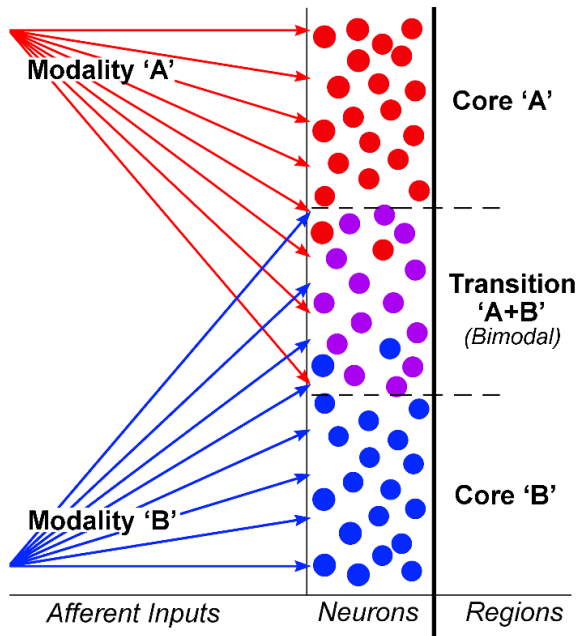 Modality ‘A’
Core ‘A’
Transition
‘A+B’
(Bimodal)
Modality ‘B’
Core ‘B’
Afferent Inputs
Neurons
Regions